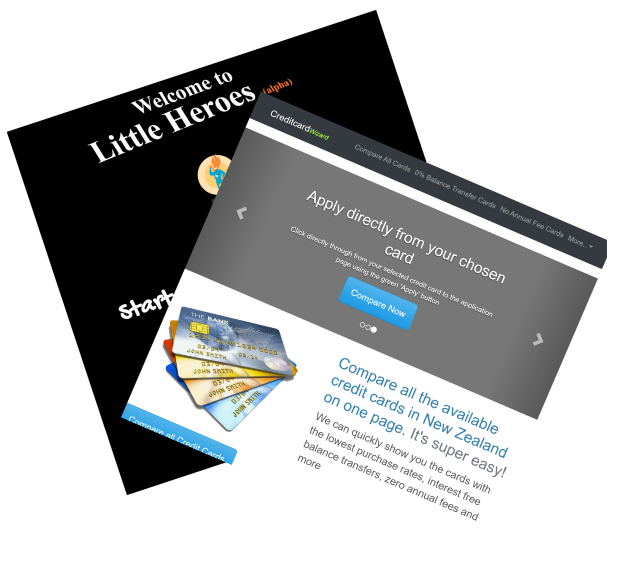 Welcome to
Little Heroes (alpha)
Start
CreditcardWizard
Compare All Cards 0% Balance Transfer Cards No Annual Fee Cards More..
Apply directly from your chosen
card
Click directly through from your selected credit card to the application
page using the green 'Apply' button
Compare Now
THE BANK
JOHN SMITH
JOHN SMITH
JOHN SMITH
Compare all Credit Cards
Compare all the available
credit cards in New Zealand
on one page. It's super easy!
We can quickly show you the cards with
the lowest purchase rates, interest free
balance transfers, zero annual fees and
more